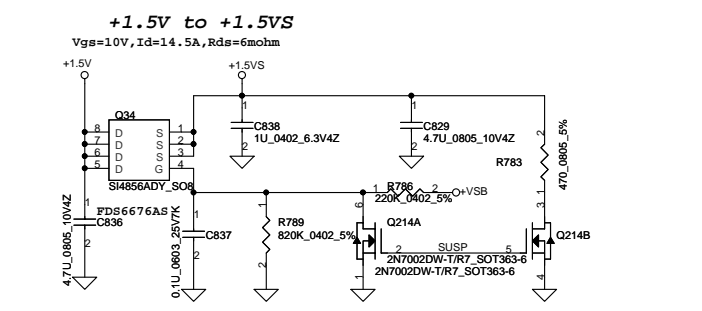 +1.5V to +1.5VS
Vgs=10V,Id=14.5A,Rds=6mohm
+1.5V
+1.5VS
Q34
8 D S 1
7 D S 2
6 D S 3
5 D G 4
SI4856ADY_SO8
FDS6676AS
1
C836
2
4.7U_0805_10V4Z
1
C838
1U_0402_6.3V4Z
2
1
C829
4.7U_0805_10V4Z
2
2
R783
470_0805_5%
1
1
C837
2
0.1U_0603_25V7K
1
R789
820K_0402_5%
2
1
R786
2
+VSB
220K_0402_5%
6
Q214A
2
SUSP
5
3
Q214B
2N7002DW-T/R7_SOT363-6
2N7002DW-T/R7_SOT363-6
1
4